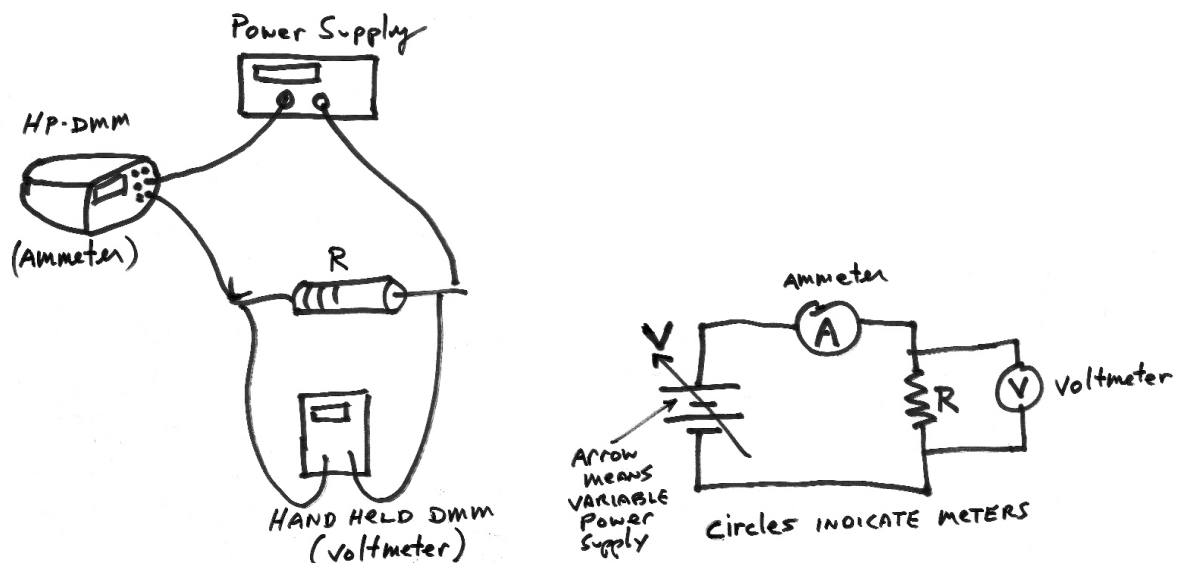 Power Supply
HP-DMM
(Ammeter)
R
HAND HELD DMM
(Voltmeter)
Ammeter
A
V
R
V
Voltmeter
Arrow
means
VARIABLE
Power
Supply
Circles INDICATE METERS